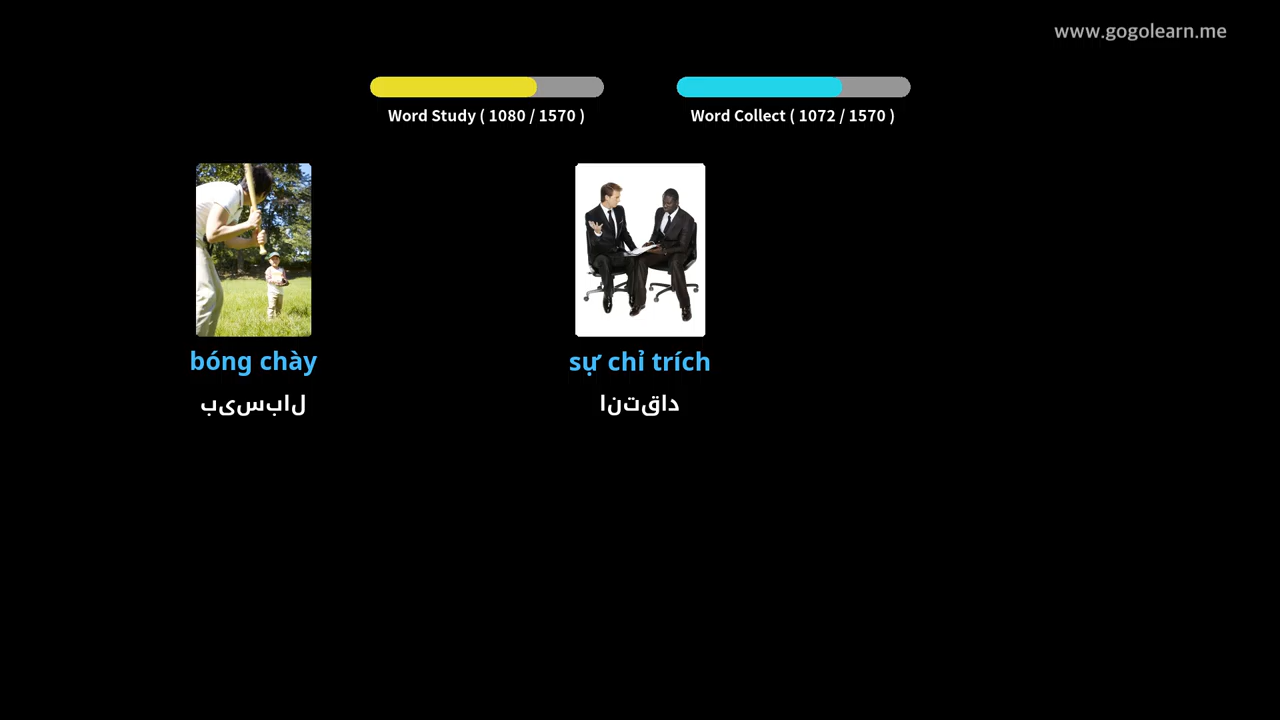 www.gogolearn.me
Word Study ( 1080 / 1570 )
Word Collect ( 1072 / 1570 )
bóng chày
بیسبال
sự chỉ trích
انتقاد